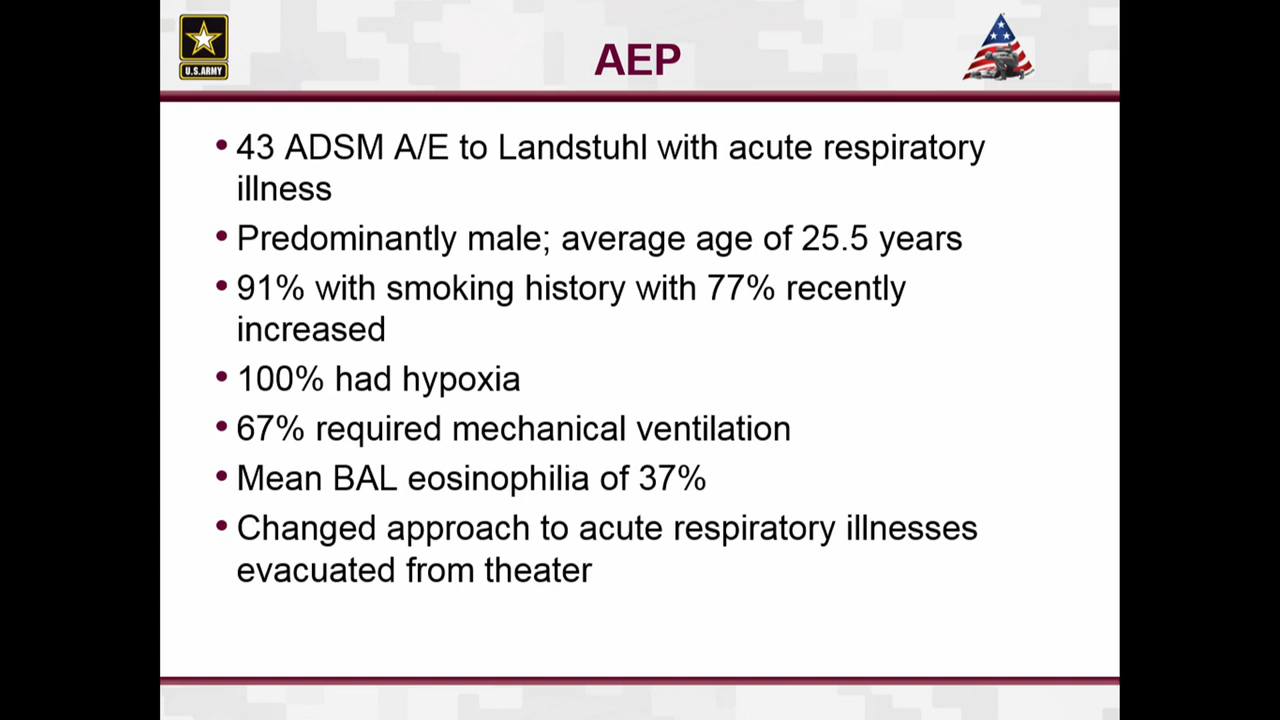 U.S.ARMY
AEP
• 43 ADSM A/E to Landstuhl with acute respiratory
illness
• Predominantly male; average age of 25.5 years
• 91% with smoking history with 77% recently
increased
• 100% had hypoxia
• 67% required mechanical ventilation
• Mean BAL eosinophilia of 37%
• Changed approach to acute respiratory illnesses
evacuated from theater